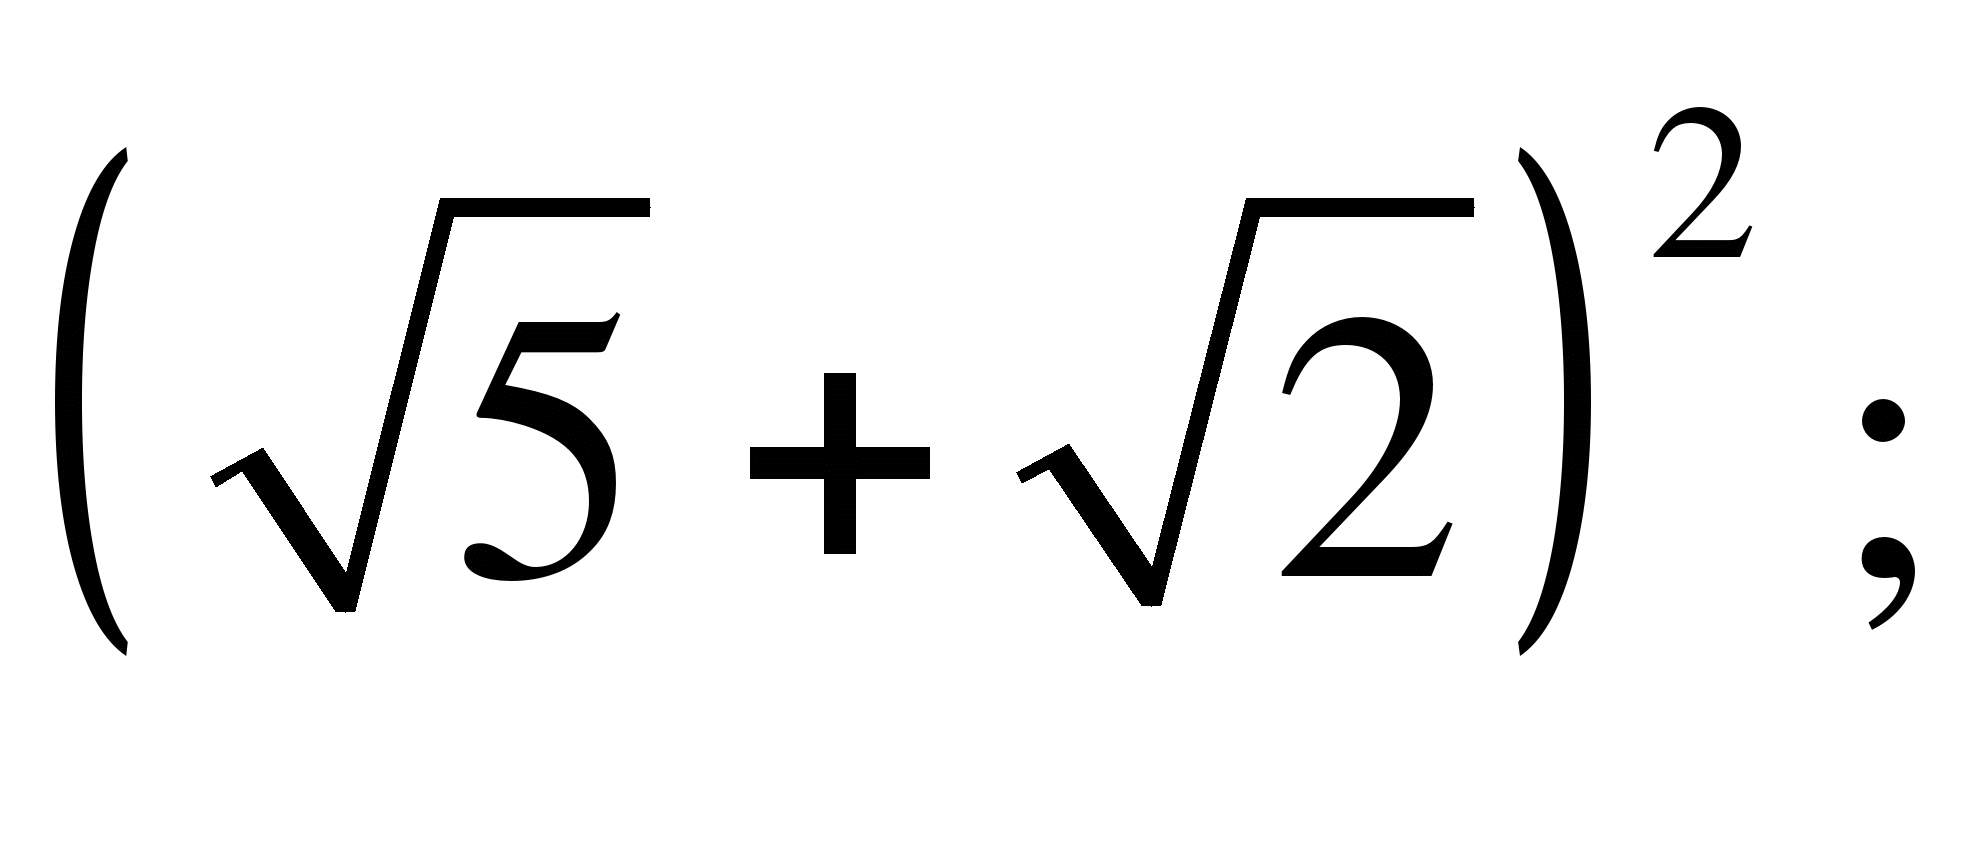 (√5 + √2)² ;